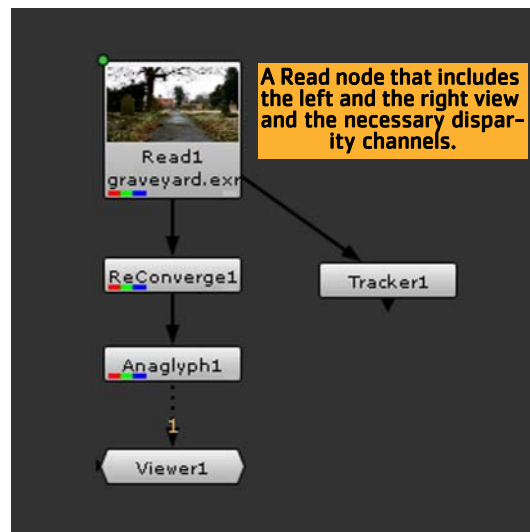 A Read node that includes
the left and the right view
and the necessary dispar-
ity channels.
Read1
graveyard.exr
ReConverge1
Tracker1
Anaglyph1
1
Viewer1